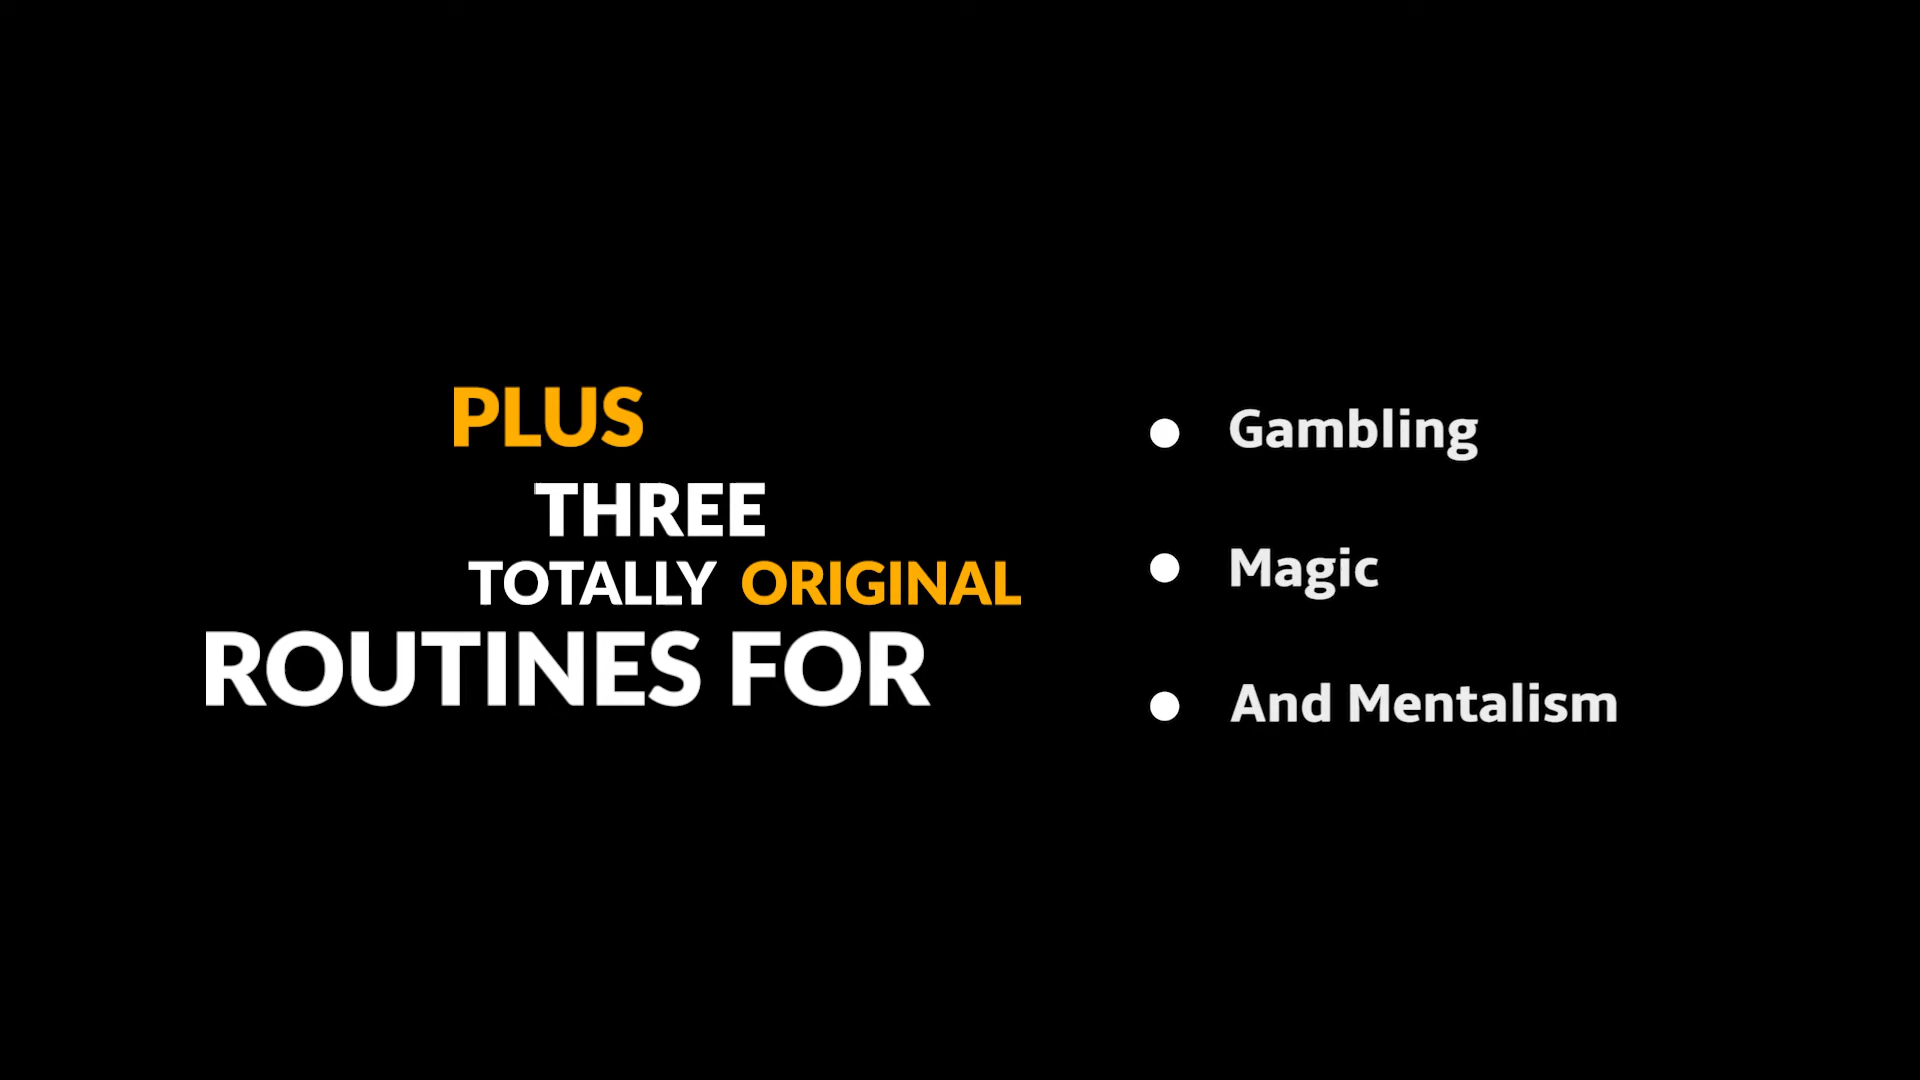 PLUS
THREE
TOTALLY ORIGINAL
ROUTINES FOR
• Gambling
• Magic
• And Mentalism